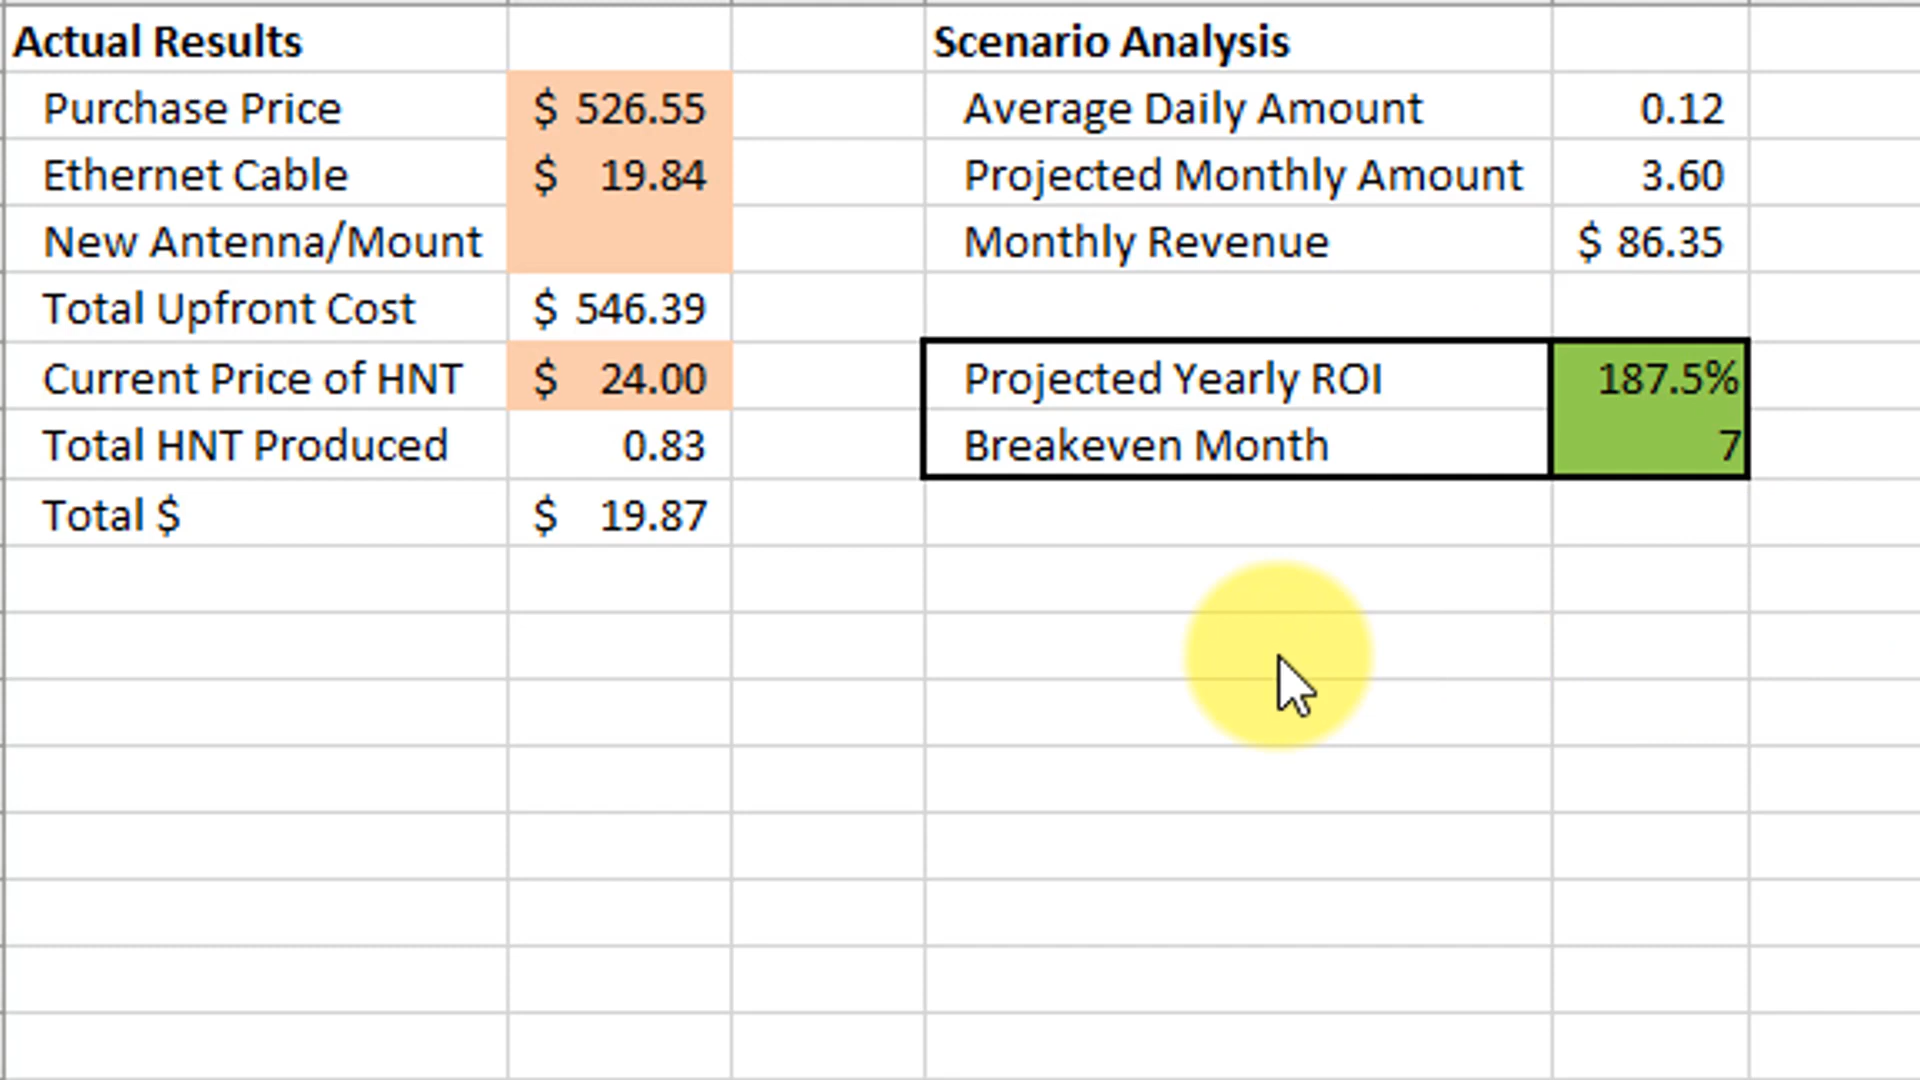 Actual Results
Purchase Price $ 526.55
Ethernet Cable $ 19.84
New Antenna/Mount
Total Upfront Cost $ 546.39
Current Price of HNT $ 24.00
Total HNT Produced 0.83
Total $ $ 19.87
Scenario Analysis
Average Daily Amount 0.12
Projected Monthly Amount 3.60
Monthly Revenue $ 86.35
Projected Yearly ROI 187.5%
Breakeven Month 7